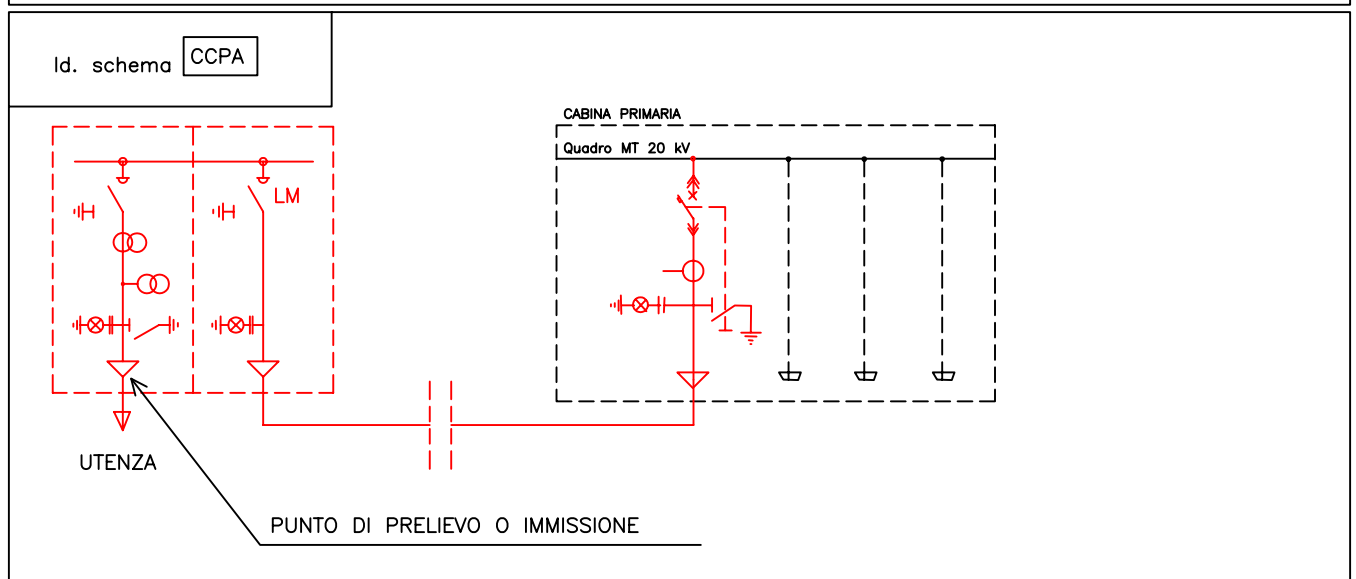 Id. schema CCPA
CABINA PRIMARIA
Quadro MT 20 kV
LM
UTENZA
PUNTO DI PRELIEVO O IMMISSIONE